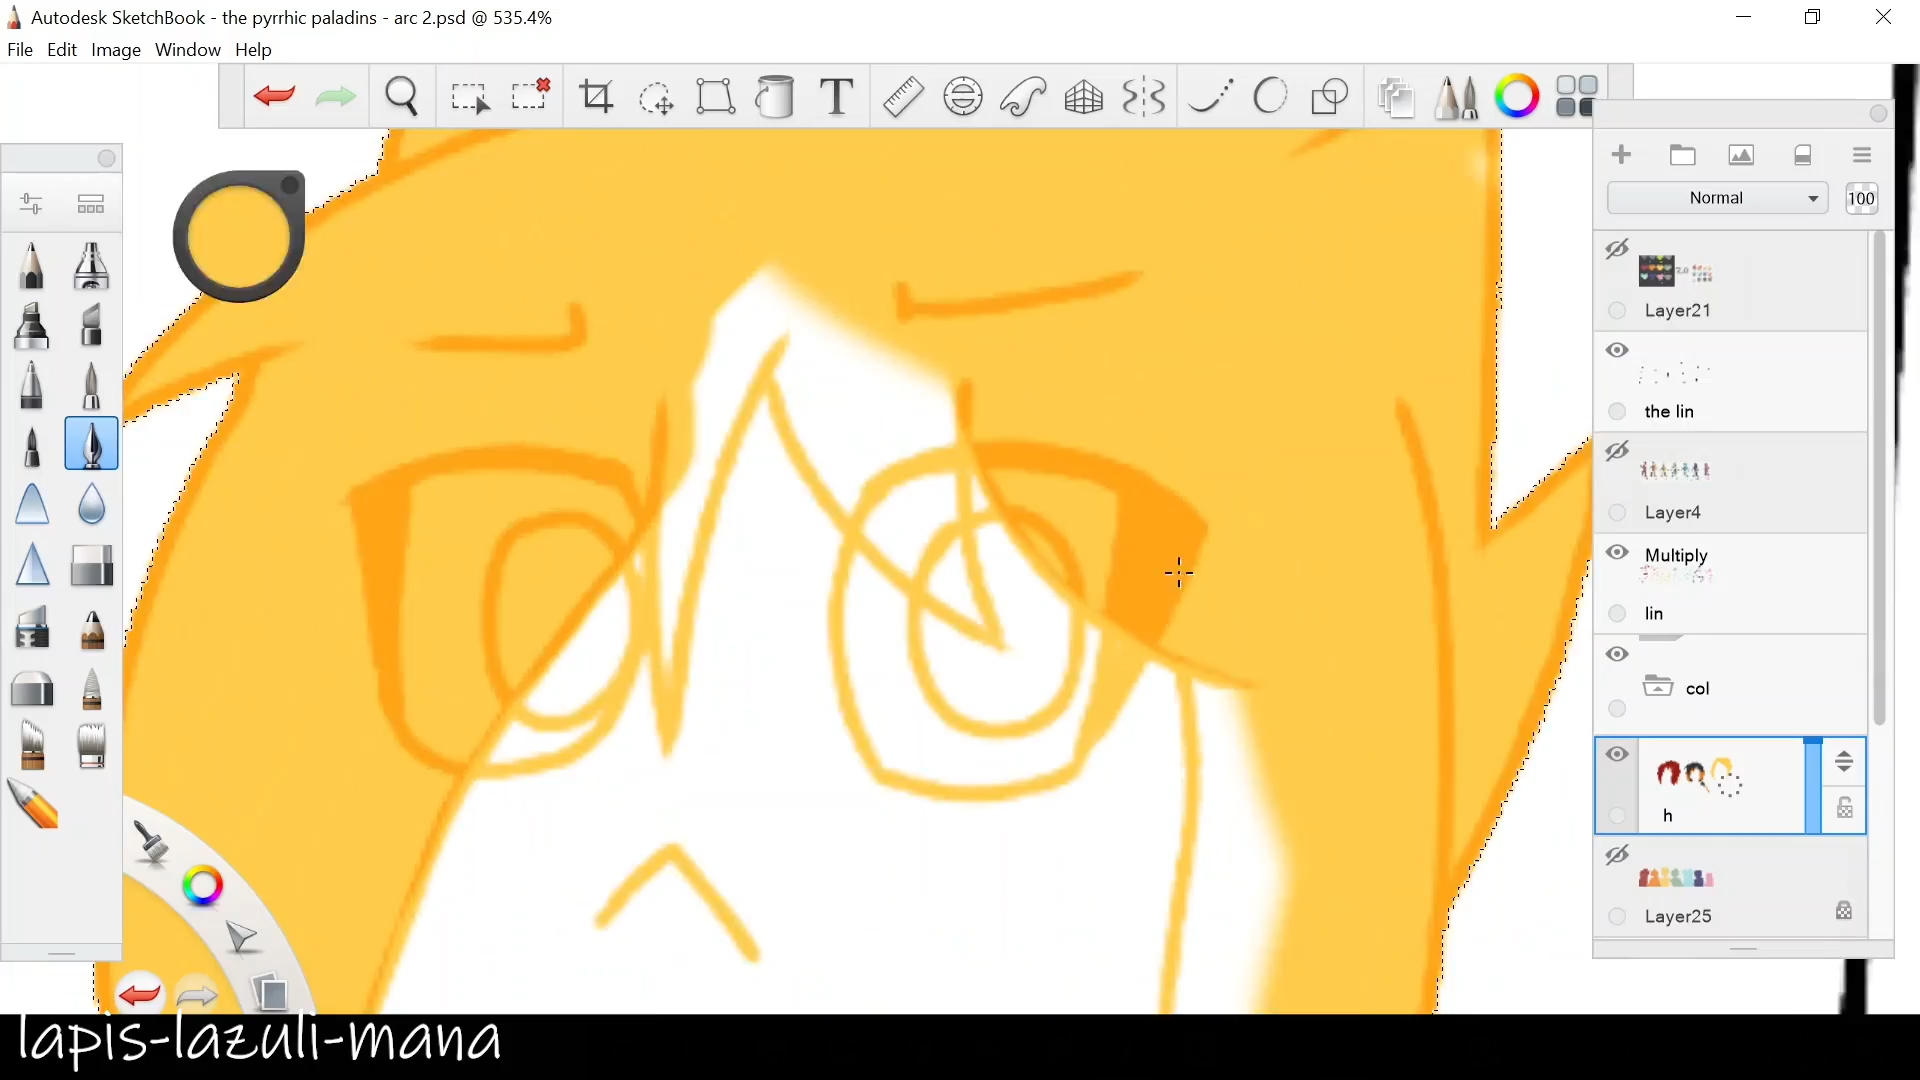 Autodesk SketchBook - the pyrrhic paladins - arc 2.psd @ 535.4%
File Edit Image Window Help
T
Normal 100
Layer21
the lin
Layer4
Multiply
lin
col
h
Layer25
lapis-lazuli-mana